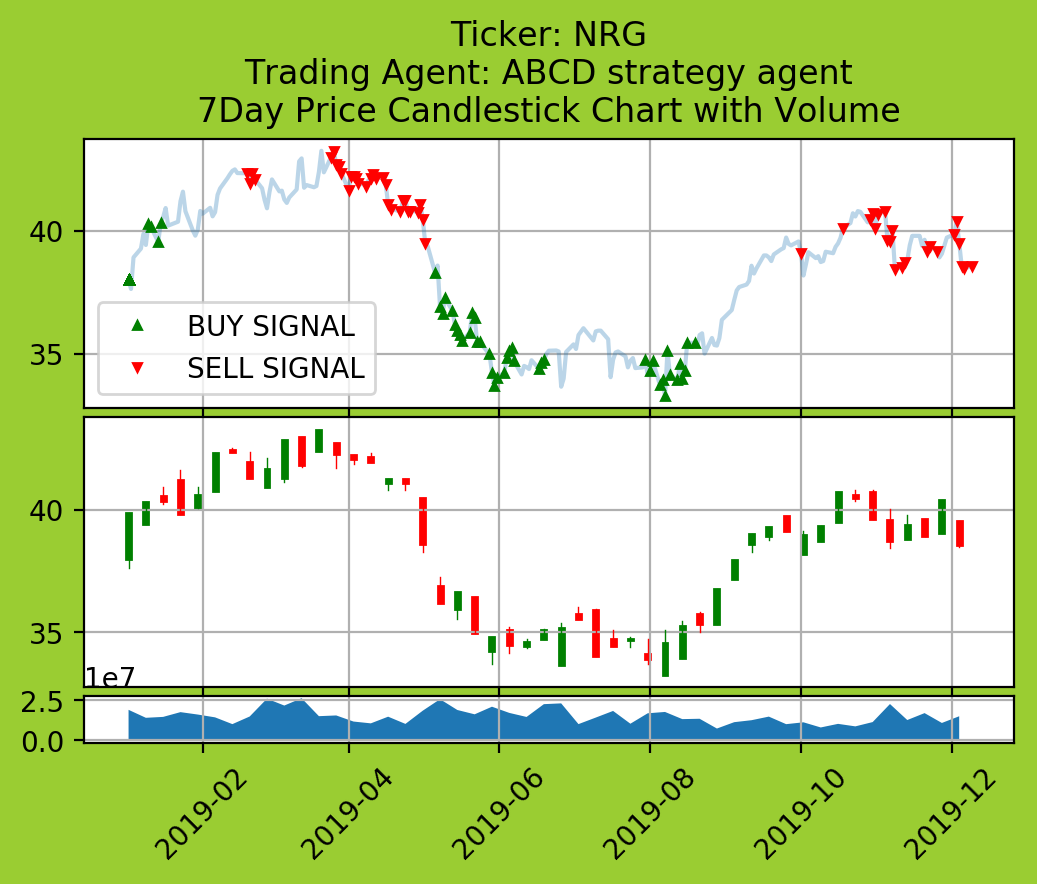 Ticker: NRG
Trading Agent: ABCD strategy agent
7Day Price Candlestick Chart with Volume
40
35
BUY SIGNAL
SELL SIGNAL
40
35
1e7
2.5
0.0
2019-02
2019-04
2019-06
2019-08
2019-10
2019-12